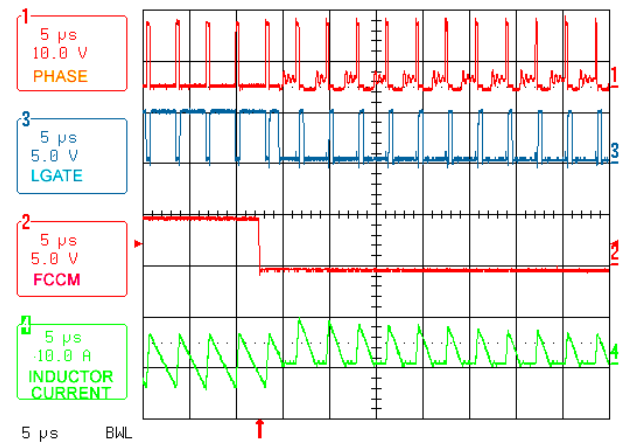 1
5 µs
10.0 V
PHASE
1
3
5 µs
5.0 V
LGATE
3
2
5 µs
5.0 V
FCCM
2
4
5 µs
10.0 A
INDUCTOR
CURRENT
4
5 µs BWL